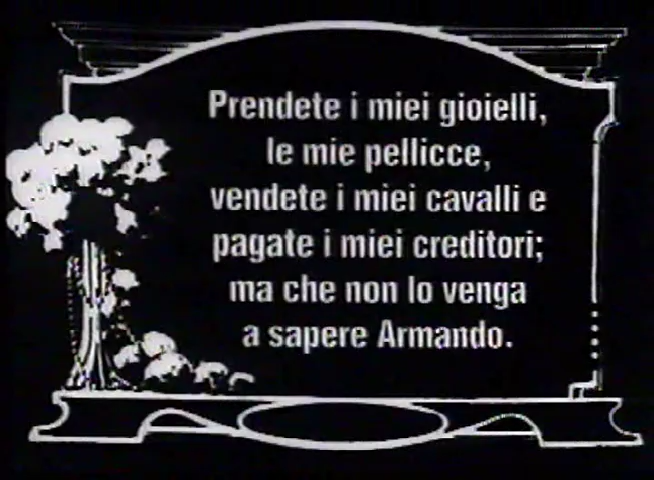 Prendete i miei gioielli,
le mie pellicce,
vendete i miei cavalli e
pagate i miei creditori;
ma che non lo venga
a sapere Armando.